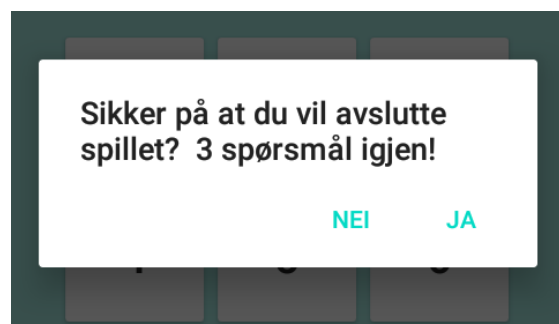 Sikker på at du vil avslutte
spillet?  3 spørsmål igjen!
NEI JA